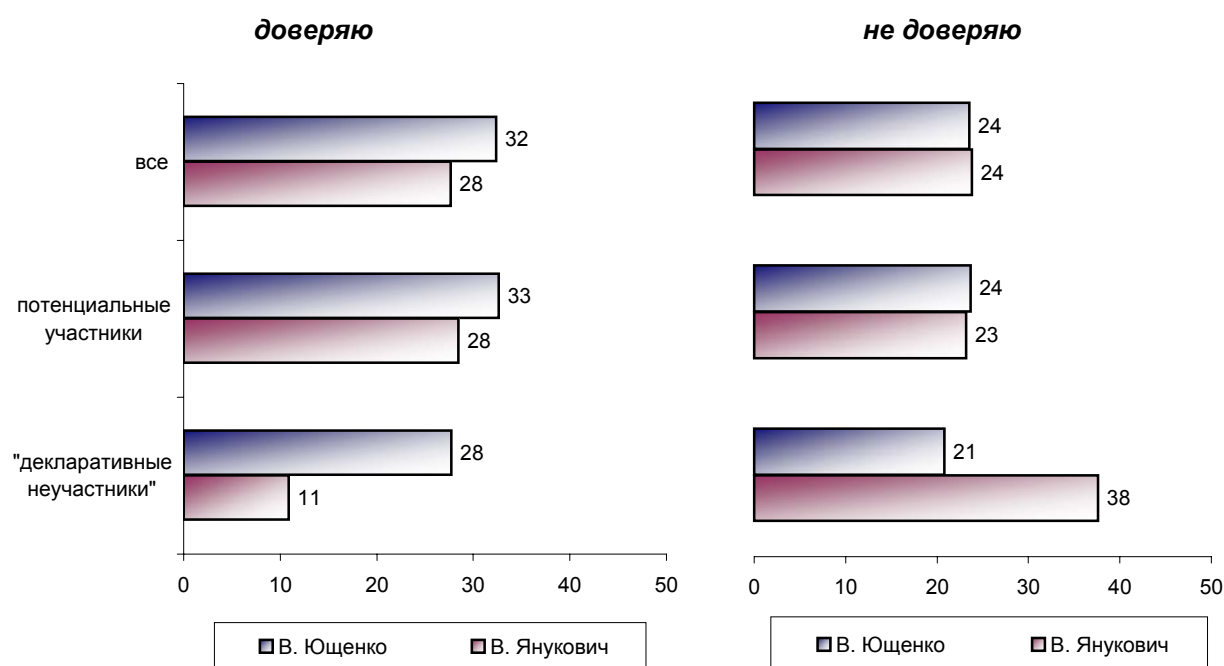 доверяю
не доверяю
все
32
28
24
24
потенциальные
участники
33
28
24
23
"декларативные
неучастники"
28
11
21
38
0 10 20 30 40 50
0 10 20 30 40 50
В. Ющенко В. Янукович
В. Ющенко В. Янукович